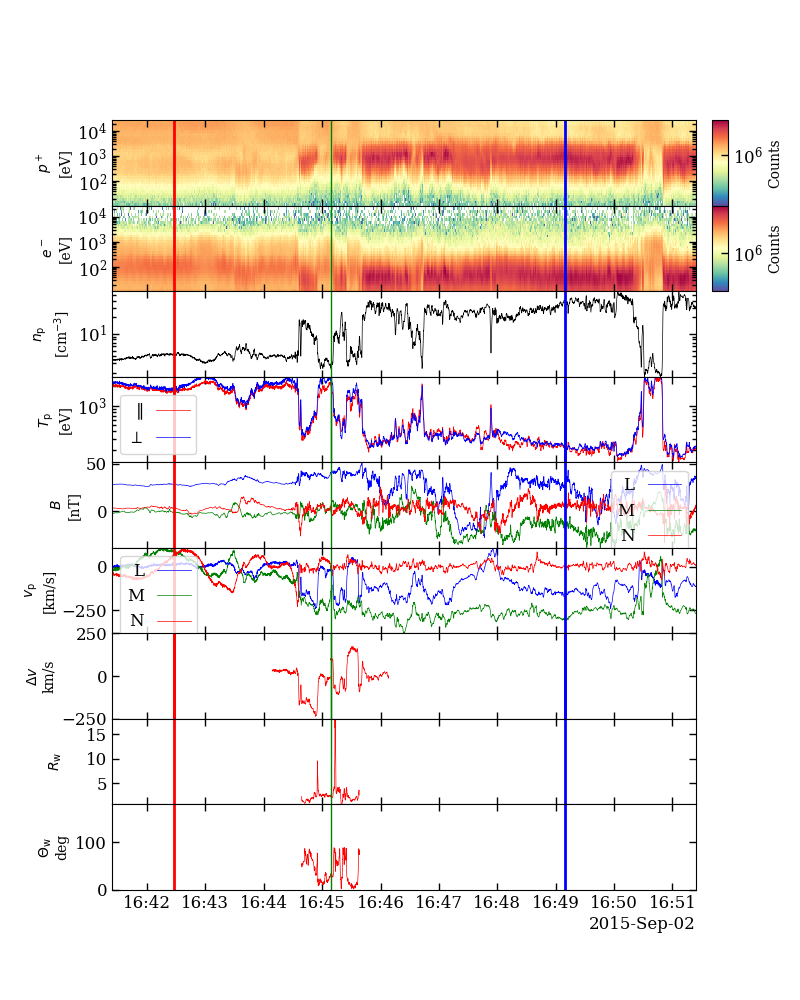 p⁺
[eV]
10⁴
10³
10²
10⁶
Counts
e⁻
[eV]
10⁴
10³
10²
10⁶
Counts
nₚ
[cm⁻³]
10¹
Tₚ
[eV]
10³
∥
⊥
B
[nT]
50
0
L
M
N
vₚ
[km/s]
0
−250
L
M
N
Δv
km/s
250
0
−250
R_w
15
10
5
Θ_w
deg
100
0
16:42 16:43 16:44 16:45 16:46 16:47 16:48 16:49 16:50 16:51
2015-Sep-02